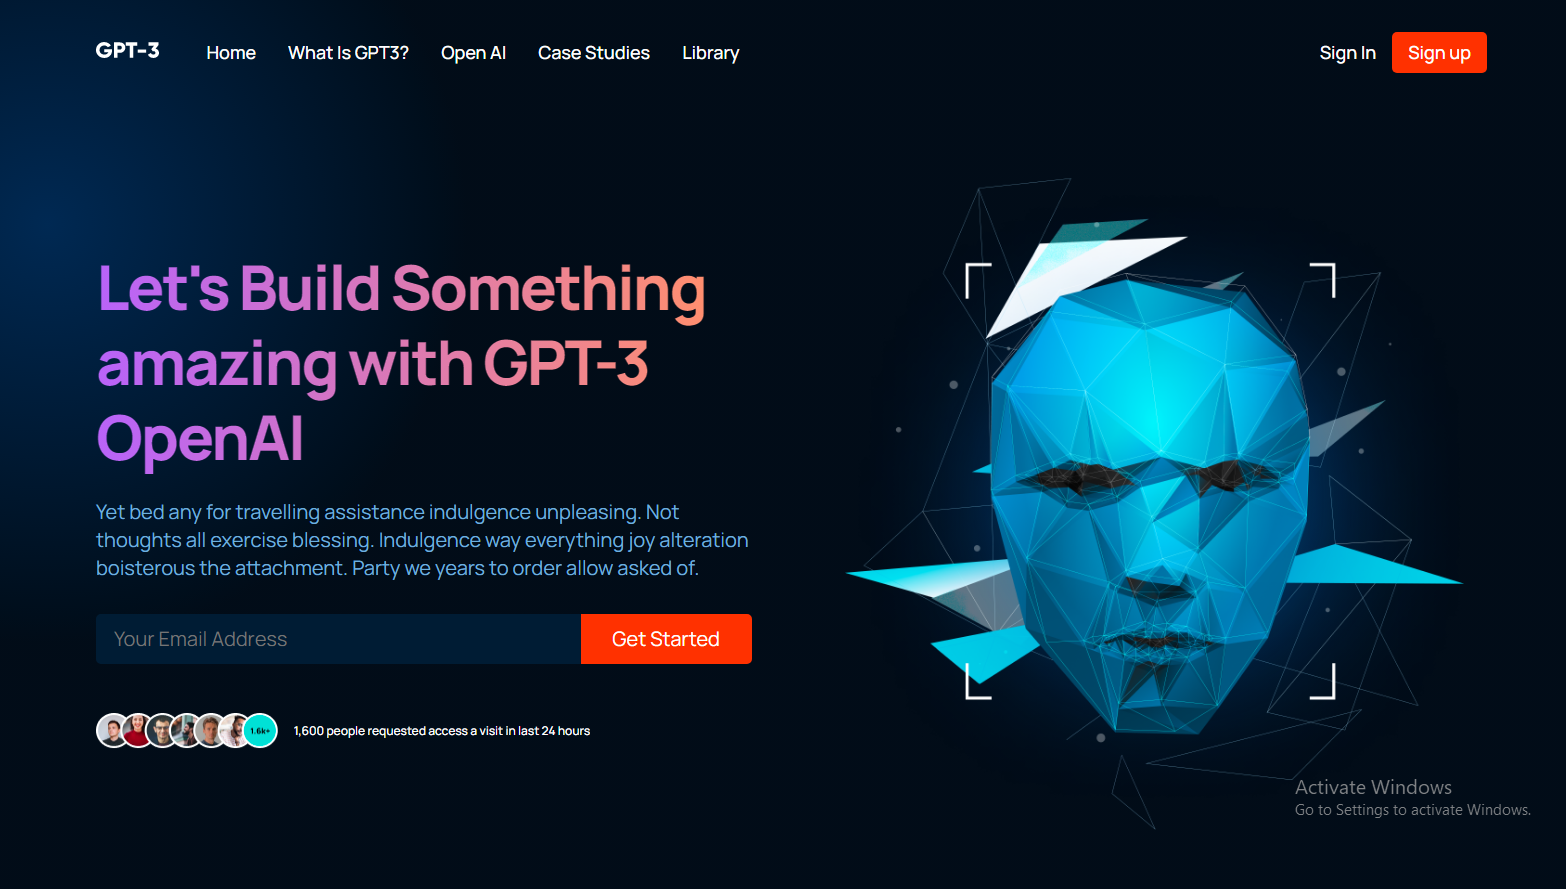 GPT-3
Home
What Is GPT3?
Open AI
Case Studies
Library
Sign In
Sign up
Let's Build Something
amazing with GPT-3
OpenAI
Yet bed any for travelling assistance indulgence unpleasing. Not
thoughts all exercise blessing. Indulgence way everything joy alteration
boisterous the attachment. Party we years to order allow asked of.
Your Email Address
Get Started
1.6k+
1,600 people requested access a visit in last 24 hours
Activate Windows
Go to Settings to activate Windows.